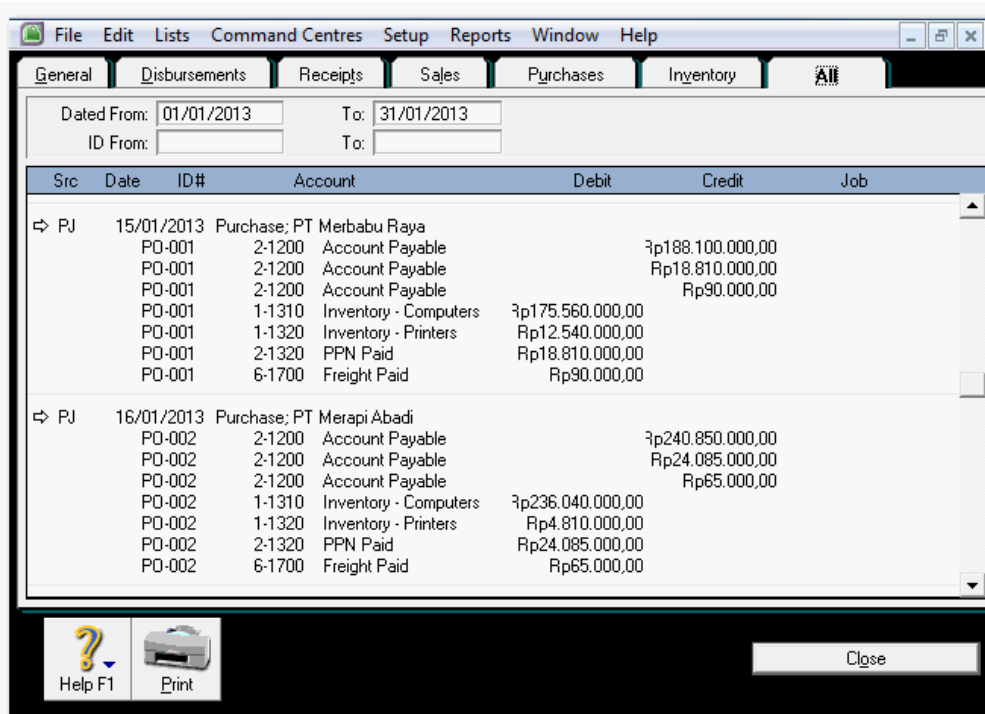 File Edit Lists Command Centres Setup Reports Window Help
General Disbursements Receipts Sales Purchases Inventory All
Dated From: 01/01/2013 To: 31/01/2013
ID From: To:
Src Date ID# Account Debit Credit Job
PJ 15/01/2013 Purchase; PT Merbabu Raya
PO-001 2-1200 Account Payable Rp188.100.000,00
PO-001 2-1200 Account Payable Rp18.810.000,00
PO-001 2-1200 Account Payable Rp90.000,00
PO-001 1-1310 Inventory - Computers Rp175.560.000,00
PO-001 1-1320 Inventory - Printers Rp12.540.000,00
PO-001 2-1320 PPN Paid Rp18.810.000,00
PO-001 6-1700 Freight Paid Rp90.000,00
PJ 16/01/2013 Purchase; PT Merapi Abadi
PO-002 2-1200 Account Payable Rp240.850.000,00
PO-002 2-1200 Account Payable Rp24.085.000,00
PO-002 2-1200 Account Payable Rp65.000,00
PO-002 1-1310 Inventory - Computers Rp236.040.000,00
PO-002 1-1320 Inventory - Printers Rp4.810.000,00
PO-002 2-1320 PPN Paid Rp24.085.000,00
PO-002 6-1700 Freight Paid Rp65.000,00
Help F1 Print Close